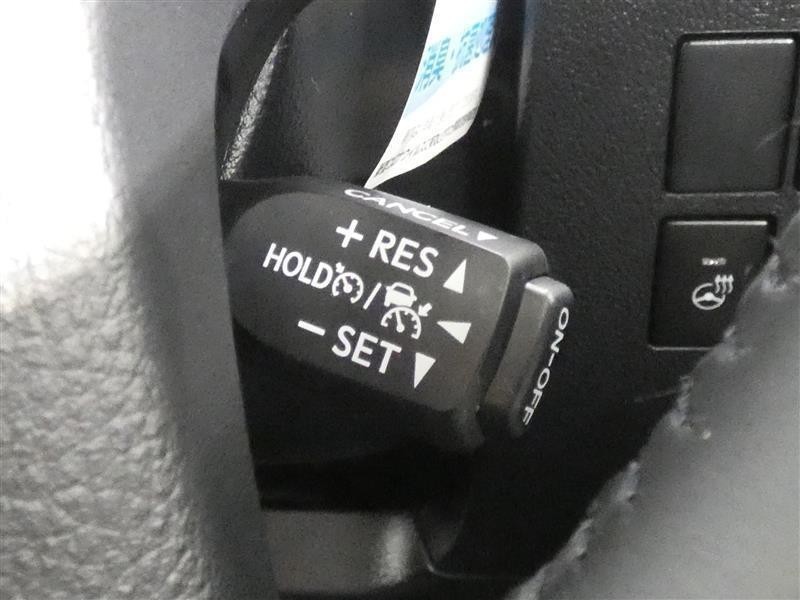 CANCEL▼
+ RES ▲
HOLD / ◀
− SET ▼
ON-OFF